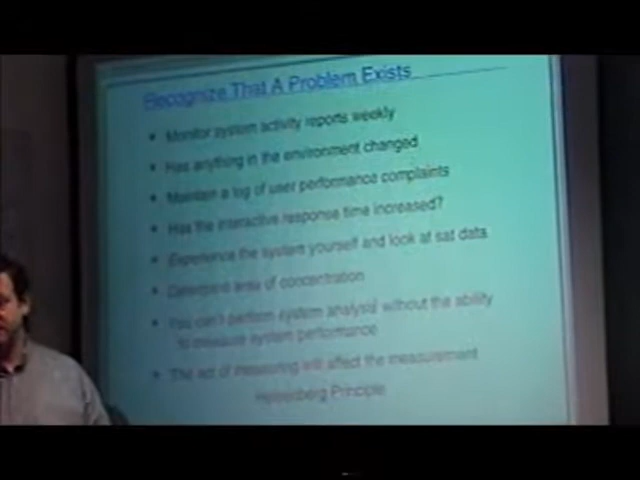 Recognize That A Problem Exists
• Monitor system activity reports weekly
• Has anything in the environment changed
• Maintain a log of user performance complaints
• Has the interactive response time increased?
• Experience the system yourself and look at sat data
• Determine area of concentration
• You can't perform system analysis without the ability
to measure system performance
• The act of measuring will affect the measurement
Heisenberg Principle